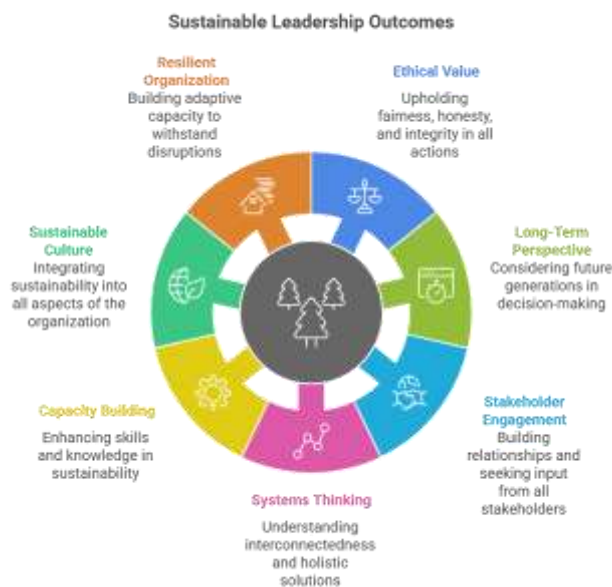 Sustainable Leadership Outcomes
Resilient
Organization
Building adaptive
capacity to
withstand
disruptions
Ethical Value
Upholding
fairness, honesty,
and integrity in all
actions
Long-Term
Perspective
Considering future
generations in
decision-making
Stakeholder
Engagement
Building
relationships and
seeking input
from all
stakeholders
Systems Thinking
Understanding
interconnectedness
and holistic
solutions
Capacity Building
Enhancing skills
and knowledge in
sustainability
Sustainable
Culture
Integrating
sustainability into
all aspects of the
organization